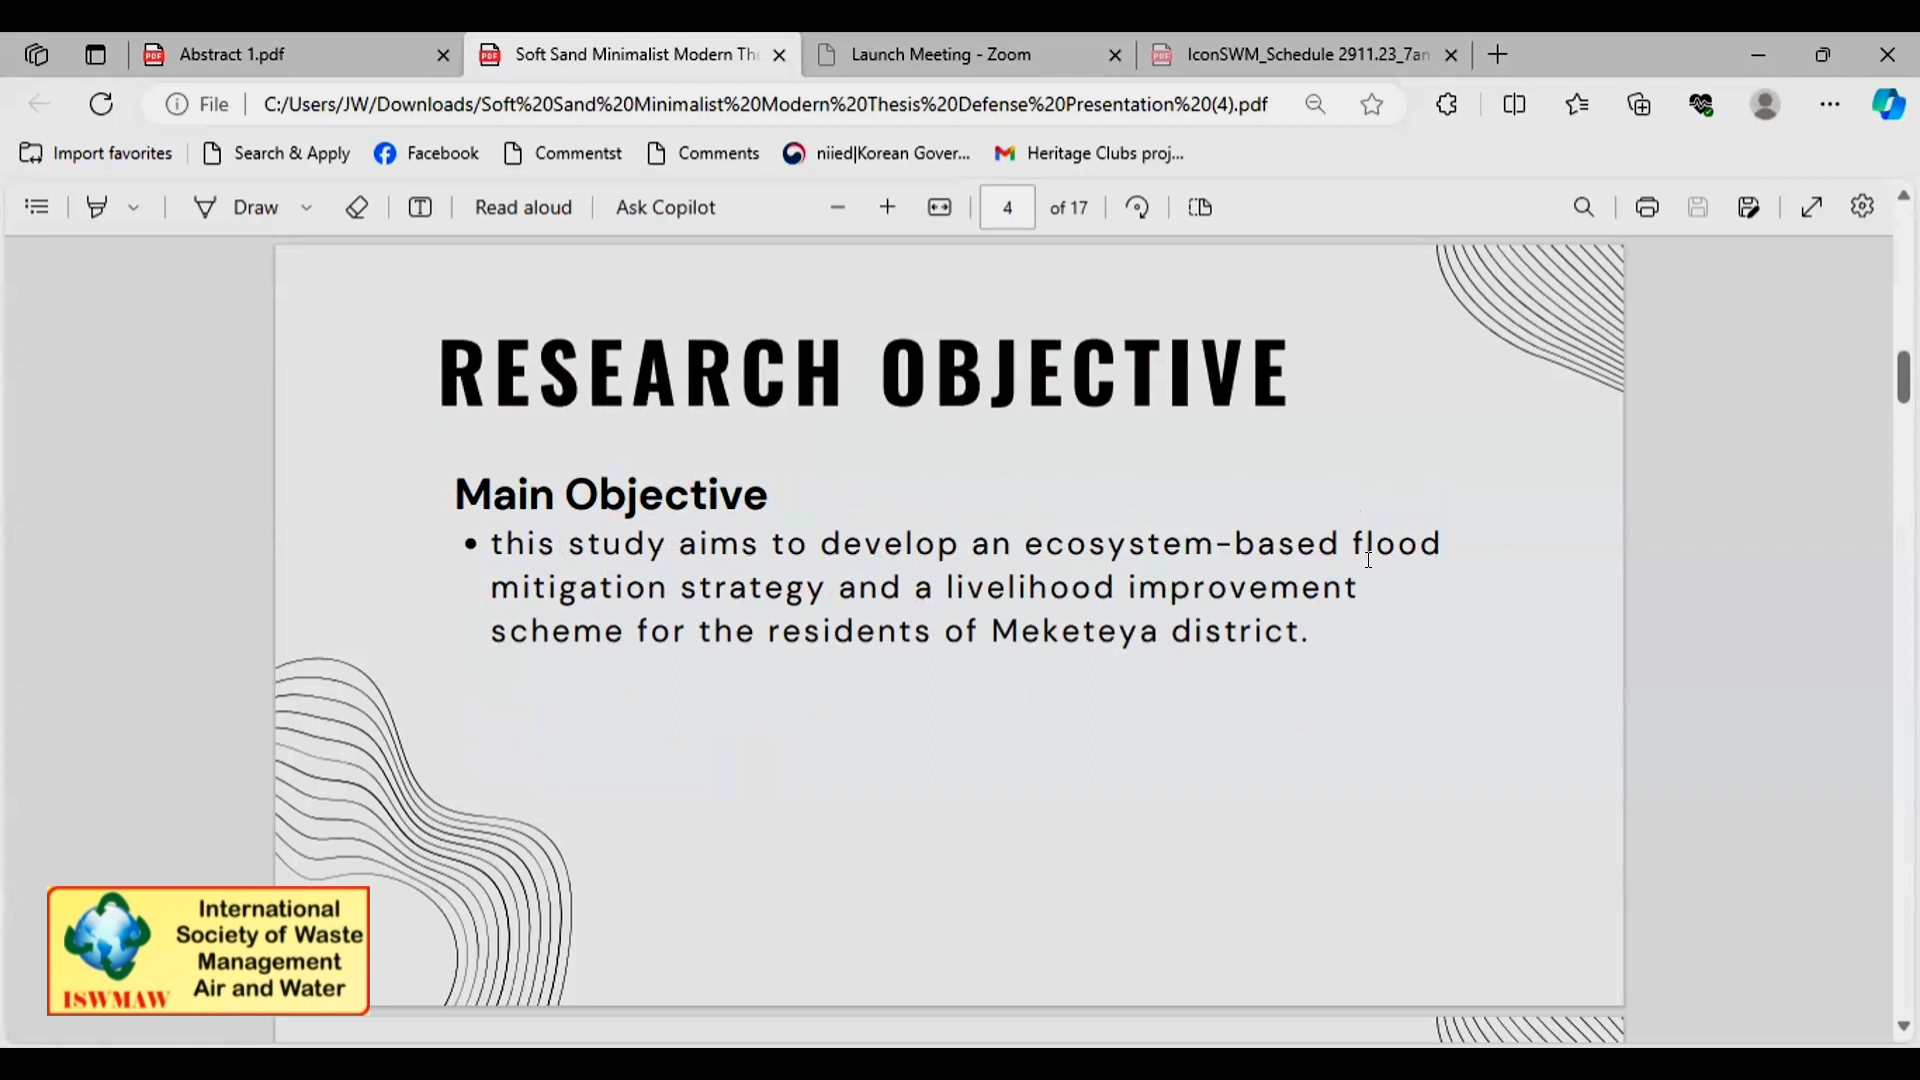 Abstract 1.pdf
Soft Sand Minimalist Modern The
Launch Meeting - Zoom
IconSWM_Schedule 2911.23_7an
File
C:/Users/JW/Downloads/Soft%20Sand%20Minimalist%20Modern%20Thesis%20Defense%20Presentation%20(4).pdf
Import favorites
Search & Apply
Facebook
Commentst
Comments
niied|Korean Gover...
Heritage Clubs proj...
Draw
Read aloud
Ask Copilot
4
of 17
RESEARCH OBJECTIVE
Main Objective
• this study aims to develop an ecosystem-based flood
mitigation strategy and a livelihood improvement
scheme for the residents of Meketeya district.
International
Society of Waste
Management
Air and Water
ISWMAW